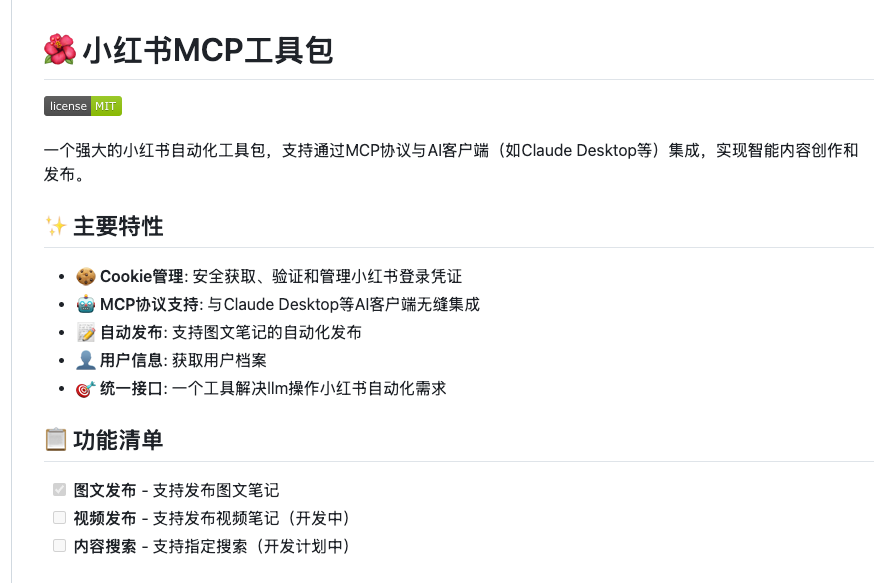 🌺 小红书MCP工具包
license MIT
一个强大的小红书自动化工具包，支持通过MCP协议与AI客户端（如Claude Desktop等）集成，实现智能内容创作和
发布。
✨ 主要特性
• 🍪 Cookie管理: 安全获取、验证和管理小红书登录凭证
• 🤖 MCP协议支持: 与Claude Desktop等AI客户端无缝集成
• 📝 自动发布: 支持图文笔记的自动化发布
• 👤 用户信息: 获取用户档案
• 🎯 统一接口: 一个工具解决llm操作小红书自动化需求
📋 功能清单
图文发布 - 支持发布图文笔记
视频发布 - 支持发布视频笔记（开发中）
内容搜索 - 支持指定搜索（开发计划中）